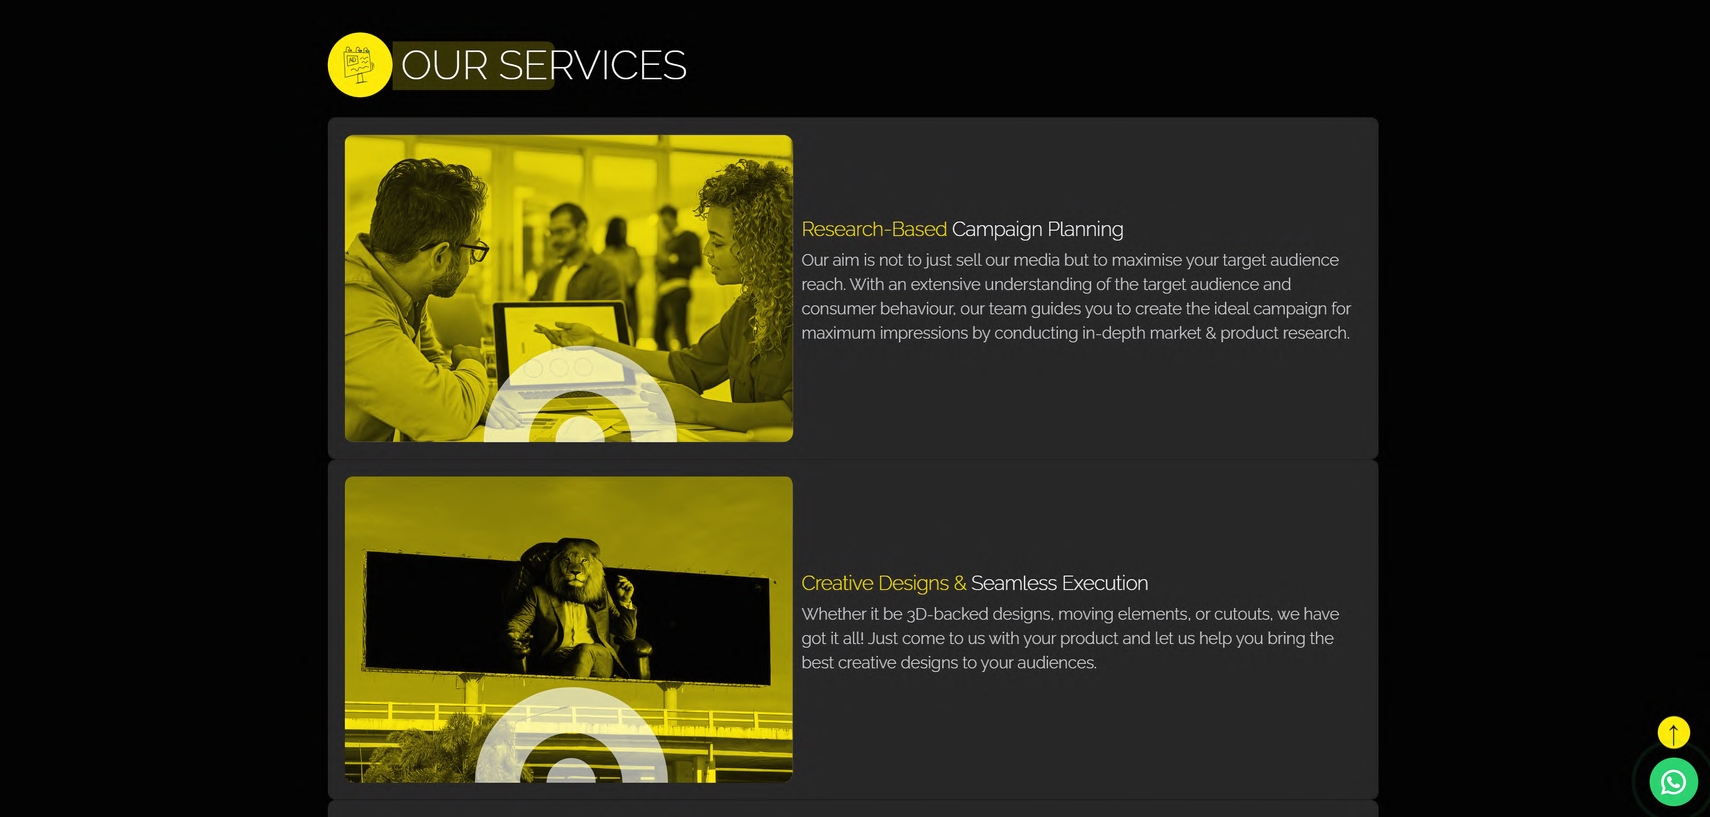 AD
OUR SERVICES
Research-Based Campaign Planning
Our aim is not to just sell our media but to maximise your target audience
reach. With an extensive understanding of the target audience and
consumer behaviour, our team guides you to create the ideal campaign for
maximum impressions by conducting in-depth market & product research.
Creative Designs & Seamless Execution
Whether it be 3D-backed designs, moving elements, or cutouts, we have
got it all! Just come to us with your product and let us help you bring the
best creative designs to your audiences.